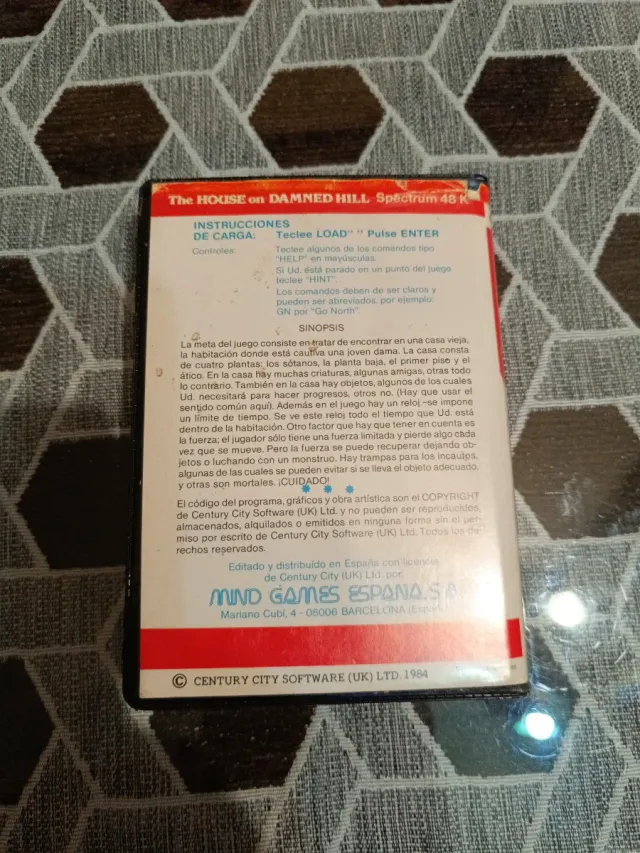 The HOUSE on DAMNED HILL Spectrum 48 K
INSTRUCCIONES
DE CARGA: Teclee LOAD" " Pulse ENTER
Controles: Teclee algunos de los comandos tipo
"HELP" en mayúsculas.
Si Ud. está parado en un punto del juego
teclee "HINT".
Los comandos deben de ser claros y
pueden ser abreviados, por ejemplo:
GN por "Go North".
SINOPSIS
La meta del juego consiste en tratar de encontrar en una casa vieja,
la habitación donde está cautiva una joven dama. La casa consta
de cuatro plantas: los sótanos, la planta baja, el primer piso y el
ático. En la casa hay muchas criaturas, algunas amigas, otras todo
lo contrario. También en la casa hay objetos, algunos de los cuales
Ud. necesitará para hacer progresos, otros no. (Hay que usar el
sentido común aquí). Además en el juego hay un reloj —se impone
un límite de tiempo. Se ve este reloj todo el tiempo que Ud. está
dentro de la habitación. Otro factor que hay que tener en cuenta es
la fuerza; el jugador sólo tiene una fuerza limitada y pierde algo cada
vez que se mueve. Pero la fuerza se puede recuperar dejando ob-
jetos o luchando con un monstruo. Hay trampas para los incautos,
algunas de las cuales se pueden evitar si se lleva el objeto adecuado,
y otras son mortales. ¡CUIDADO!
El código del programa, gráficos y obra artística son el COPYRIGHT
de Century City Software (UK) Ltd. y no pueden ser reproducidos,
almacenados, alquilados o emitidos en ninguna forma sin el per-
miso por escrito de Century City Software (UK) Ltd. Todos los de-
rechos reservados.
Editado y distribuído en España con licencia
de Century City (UK) Ltd. por:
MIND GAMES ESPAÑA, S.A.
Mariano Cubí, 4 - 08006 BARCELONA (España)
© CENTURY CITY SOFTWARE (UK) LTD. 1984